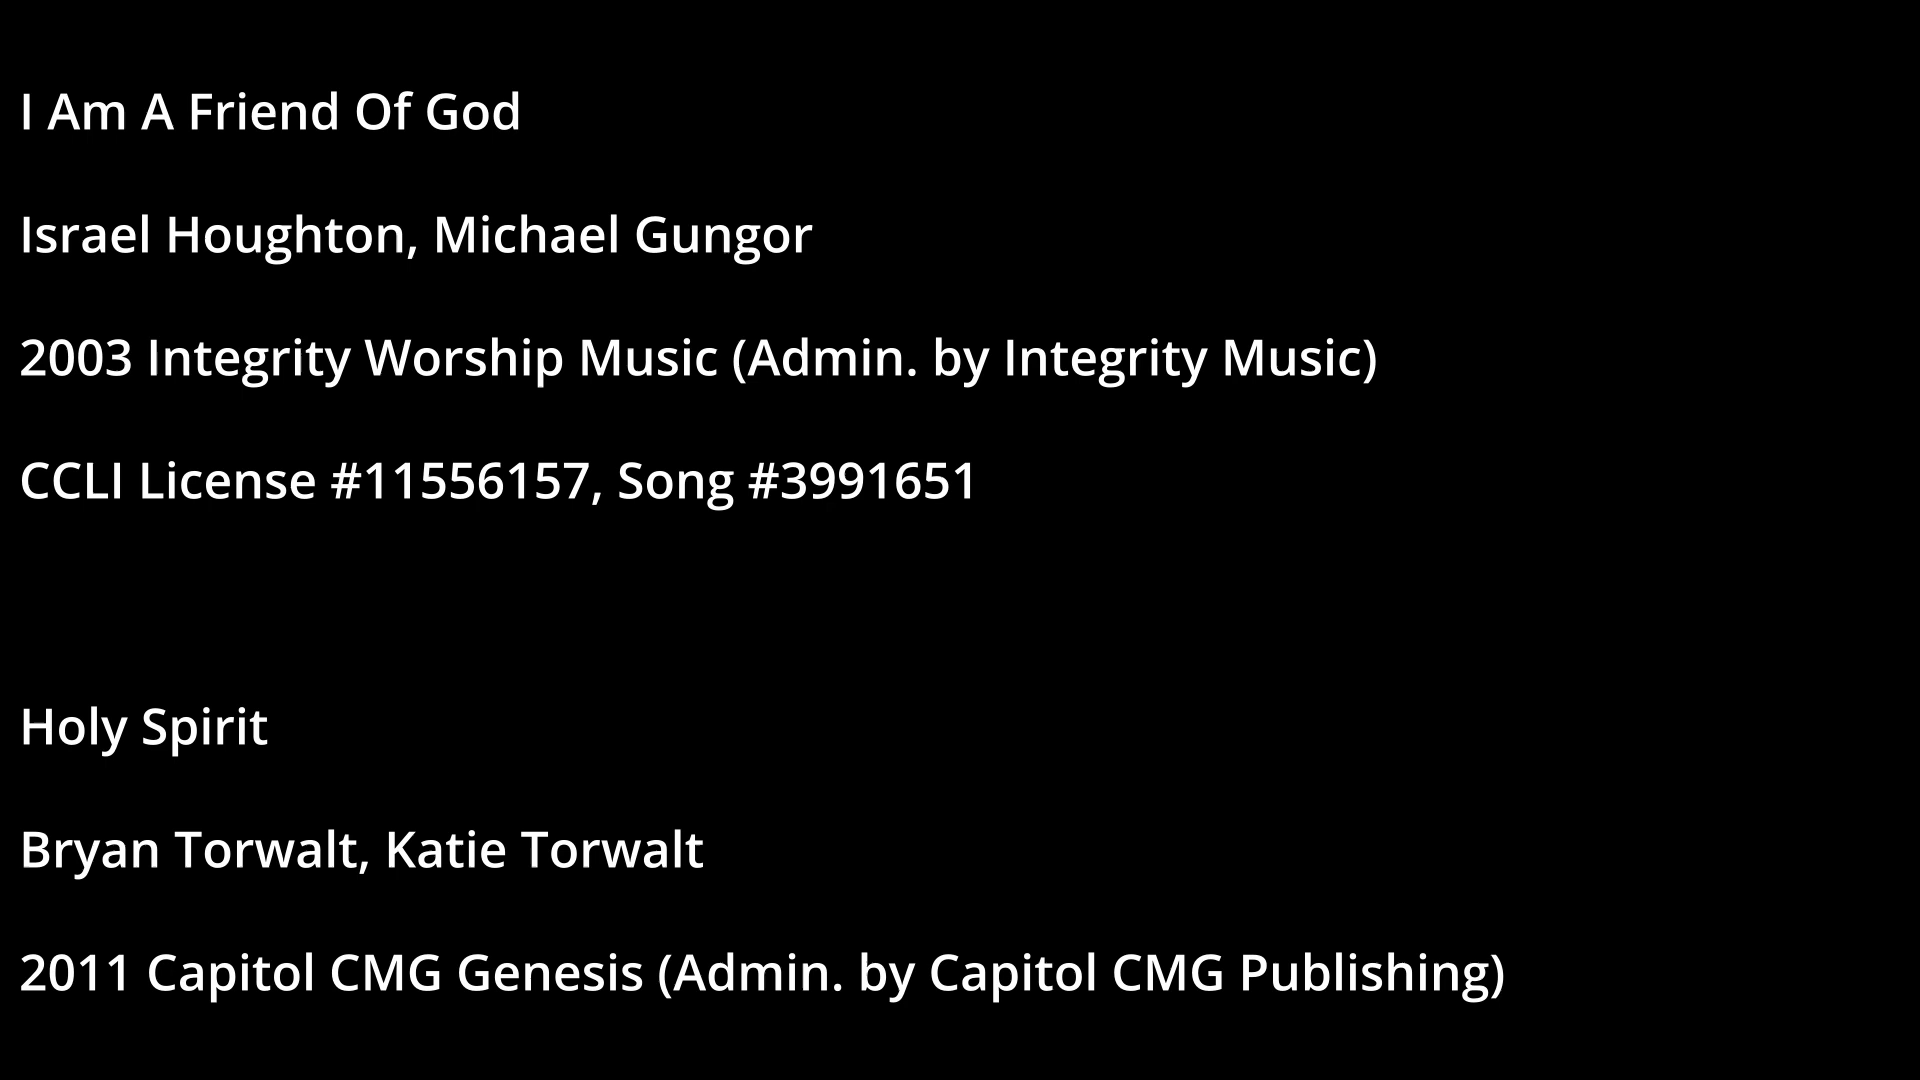 I Am A Friend Of God
Israel Houghton, Michael Gungor
2003 Integrity Worship Music (Admin. by Integrity Music)
CCLI License #11556157, Song #3991651
Holy Spirit
Bryan Torwalt, Katie Torwalt
2011 Capitol CMG Genesis (Admin. by Capitol CMG Publishing)